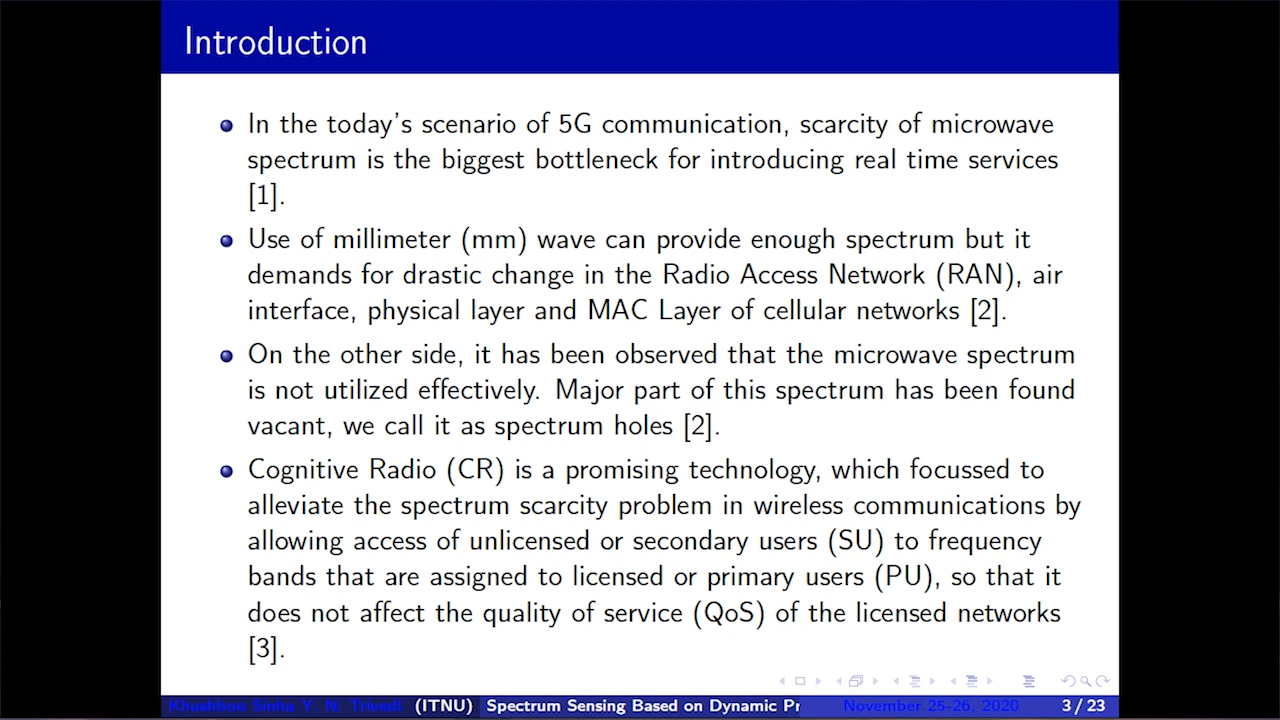 Introduction
In the today's scenario of 5G communication, scarcity of microwave
spectrum is the biggest bottleneck for introducing real time services
[1].
Use of millimeter (mm) wave can provide enough spectrum but it
demands for drastic change in the Radio Access Network (RAN), air
interface, physical layer and MAC Layer of cellular networks [2].
On the other side, it has been observed that the microwave spectrum
is not utilized effectively. Major part of this spectrum has been found
vacant, we call it as spectrum holes [2].
Cognitive Radio (CR) is a promising technology, which focussed to
alleviate the spectrum scarcity problem in wireless communications by
allowing access of unlicensed or secondary users (SU) to frequency
bands that are assigned to licensed or primary users (PU), so that it
does not affect the quality of service (QoS) of the licensed networks
[3].
Khushboo Sinha Y. N. Trivedi (ITNU) Spectrum Sensing Based on Dynamic Pr November 25-26, 2020 3 / 23